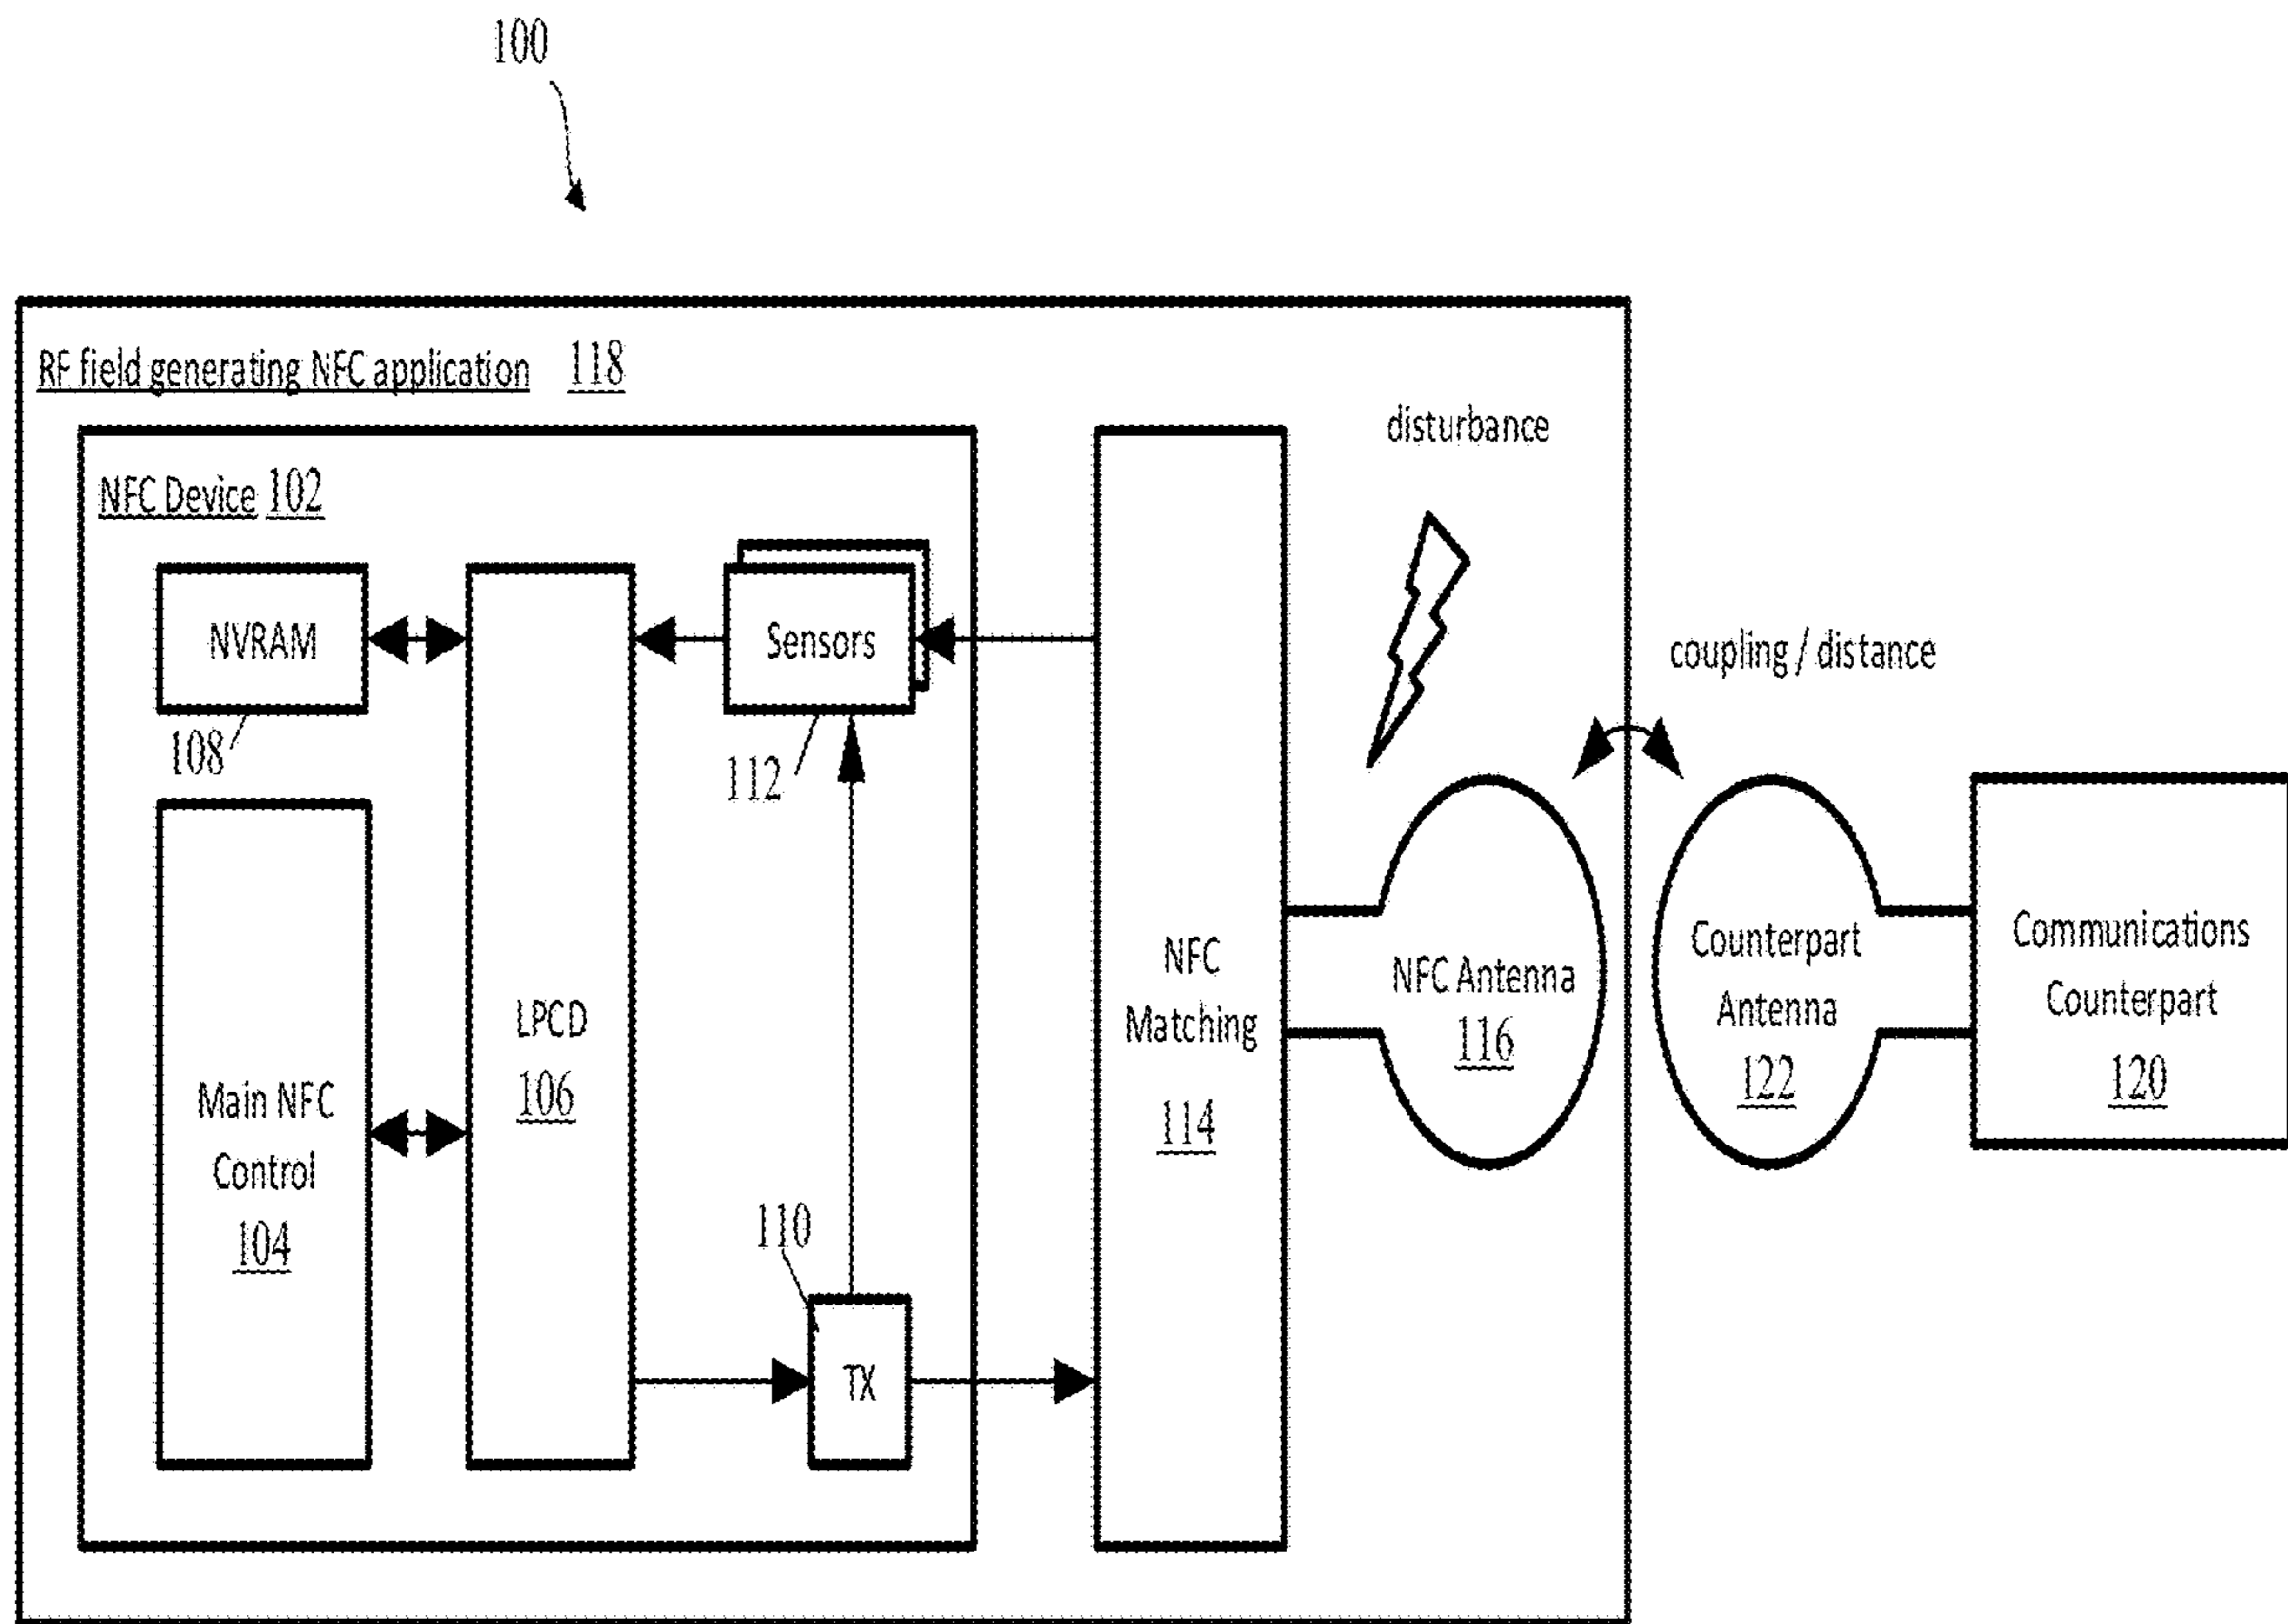 100
RF field generating NFC application 118
disturbance
NFC Device 102
NVRAM
Sensors
coupling / distance
108
112
Counterpart
Antenna
122
Communications
Counterpart
120
NFC
Matching
114
NFC Antenna
116
LPCD
106
Main NFC
Control
104
110
TX